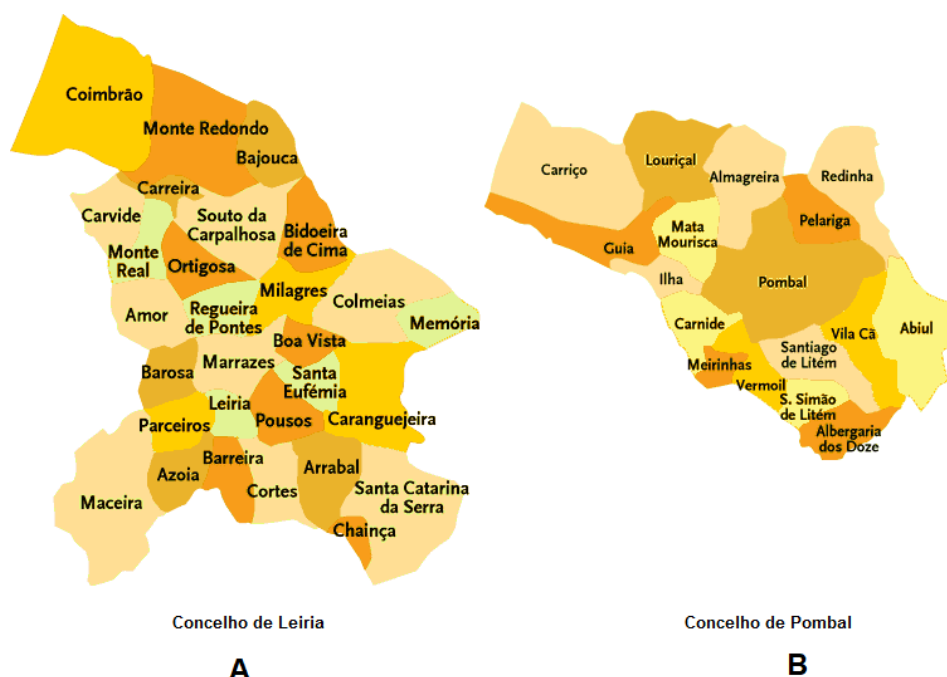 Coimbrão
Monte Redondo
Bajouca
Carreira
Carvide
Souto da
Carpalhosa
Bidoeira
de Cima
Monte
Real
Ortigosa
Milagres
Colmeias
Amor
Regueira
de Pontes
Memória
Boa Vista
Marrazes
Barosa
Santa
Eufémia
Leiria
Parceiros
Pousos
Caranguejeira
Barreira
Azoia
Arrabal
Cortes
Maceira
Santa Catarina
da Serra
Chainça
Concelho de Leiria
A
Carriço
Louriçal
Almagreira
Redinha
Pelariga
Mata
Mourisca
Guia
Ilha
Pombal
Carnide
Vila Cã
Abiul
Santiago
de Litém
Meirinhas
Vermoil
S. Simão
de Litém
Albergaria
dos Doze
Concelho de Pombal
B